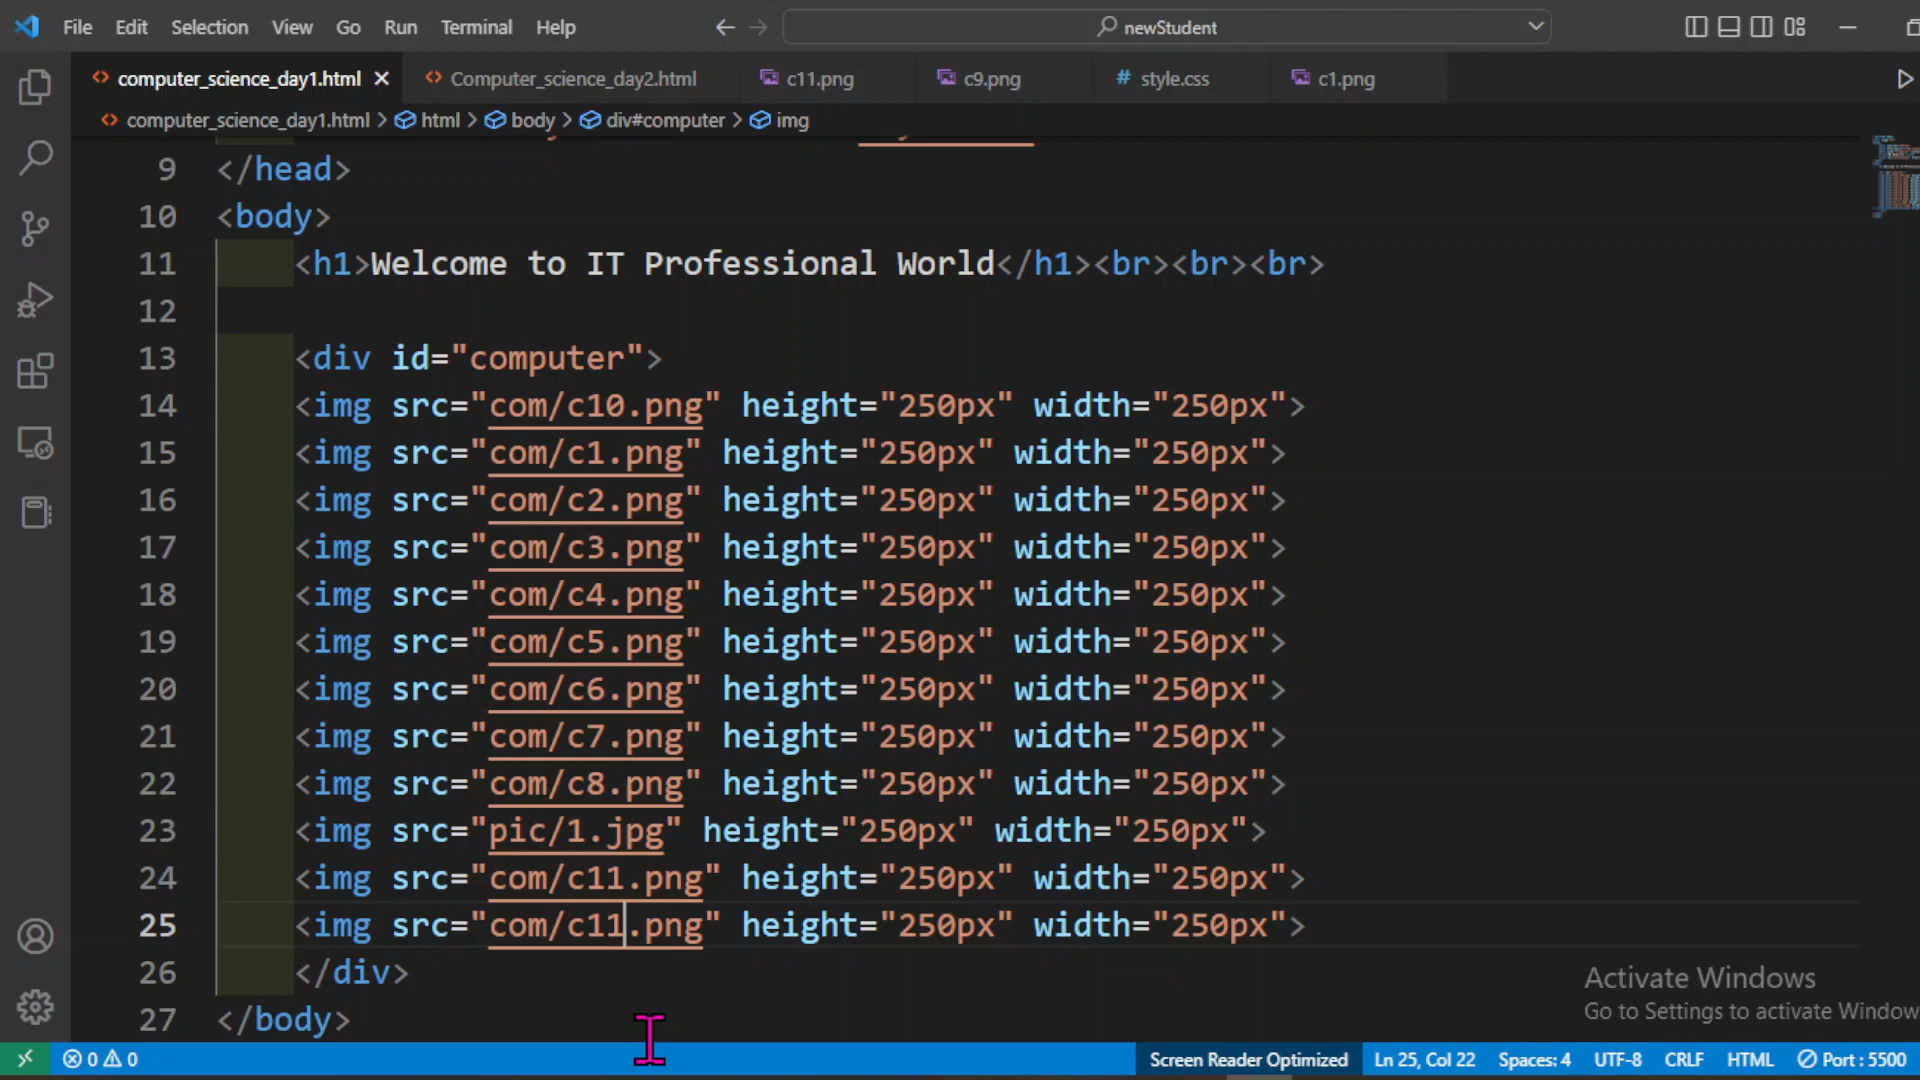 File Edit Selection View Go Run Terminal Help newStudent
computer_science_day1.html Computer_science_day2.html c11.png c9.png # style.css c1.png
computer_science_day1.html > html > body > div#computer > img
9 </head>
10 <body>
11 <h1>Welcome to IT Professional World</h1><br><br><br>
12
13 <div id="computer">
14 <img src="com/c10.png" height="250px" width="250px">
15 <img src="com/c1.png" height="250px" width="250px">
16 <img src="com/c2.png" height="250px" width="250px">
17 <img src="com/c3.png" height="250px" width="250px">
18 <img src="com/c4.png" height="250px" width="250px">
19 <img src="com/c5.png" height="250px" width="250px">
20 <img src="com/c6.png" height="250px" width="250px">
21 <img src="com/c7.png" height="250px" width="250px">
22 <img src="com/c8.png" height="250px" width="250px">
23 <img src="pic/1.jpg" height="250px" width="250px">
24 <img src="com/c11.png" height="250px" width="250px">
25 <img src="com/c11.png" height="250px" width="250px">
26 </div>
27 </body>
Activate Windows
Go to Settings to activate Window
0 0 Screen Reader Optimized Ln 25, Col 22 Spaces: 4 UTF-8 CRLF HTML Port : 5500